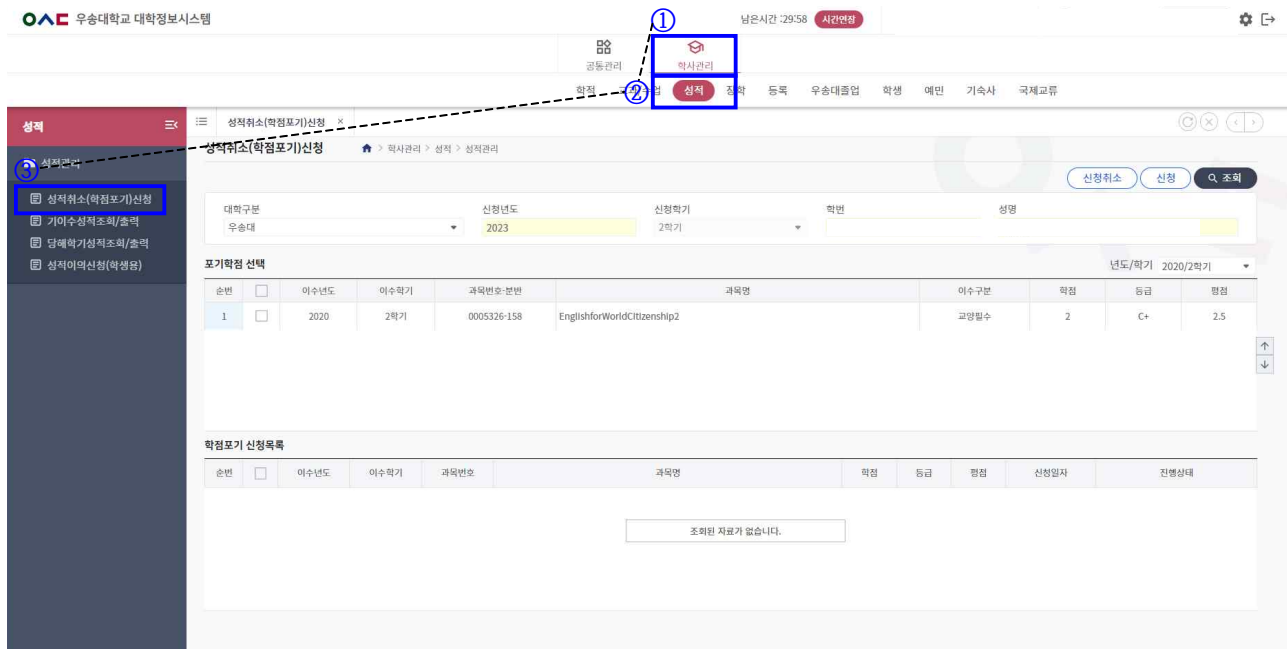 우송대학교 대학정보시스템
①
남은시간 :29:58 시간연장
공통관리 학사관리
학적 ② 성적 장학 등록 우송대졸업 학생 예민 기숙사 국제교류
성적
성적취소(학점포기)신청 ×
성적취소(학점포기)신청 > 학사관리 > 성적 > 성적관리
③ 성적관리
신청취소 신청 조회
성적취소(학점포기)신청
기이수성적조회/출력
당해학기성적조회/출력
성적이의신청(학생용)
대학구분 신청년도 신청학기 학번 성명
우송대 2023 2학기
포기학점 선택 년도/학기 2020/2학기
순번 이수년도 이수학기 과목번호-분반 과목명 이수구분 학점 등급 평점
1 2020 2학기 0005326-158 EnglishforWorldCitizenship2 교양필수 2 C+ 2.5
학점포기 신청목록
순번 이수년도 이수학기 과목번호 과목명 학점 등급 평점 신청일자 진행상태
조회된 자료가 없습니다.